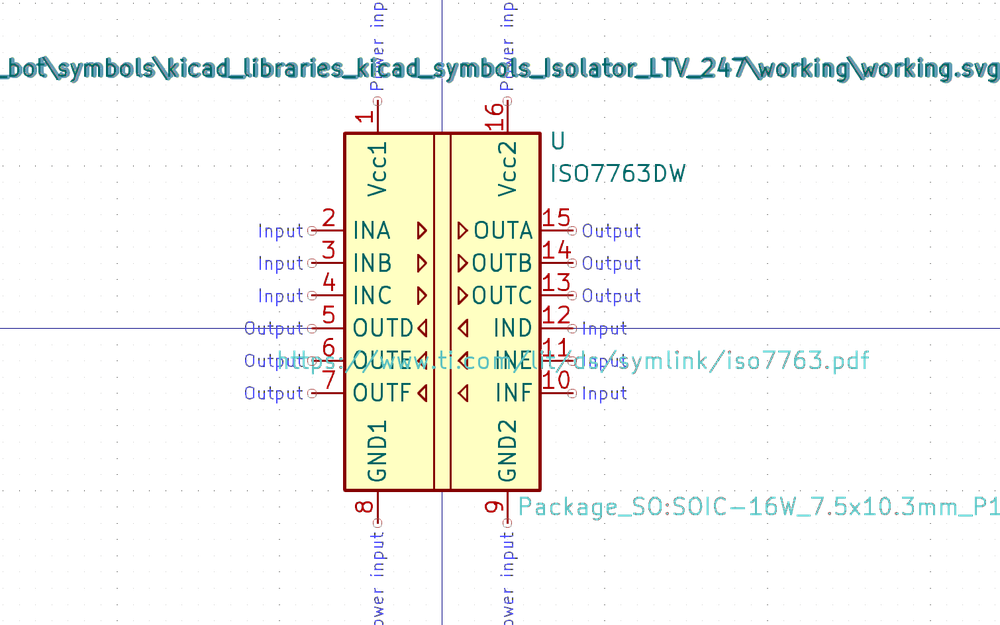 _bot\symbols\kicad_libraries_kicad_symbols_Isolator_LTV_247\working\working.svg
Power inp
Power inp
1
16
U
ISO7763DW
Vcc1
Vcc2
Input 2 INA OUTA 15 Output
Input 3 INB OUTB 14 Output
Input 4 INC OUTC 13 Output
Output 5 OUTD IND 12 Input
Output 6 OUTE INE 11 Input
https://www.ti.com/lit/ds/symlink/iso7763.pdf
Output 7 OUTF INF 10 Input
GND1
GND2
8
9
Package_SO:SOIC-16W_7.5x10.3mm_P1
ower input
ower input